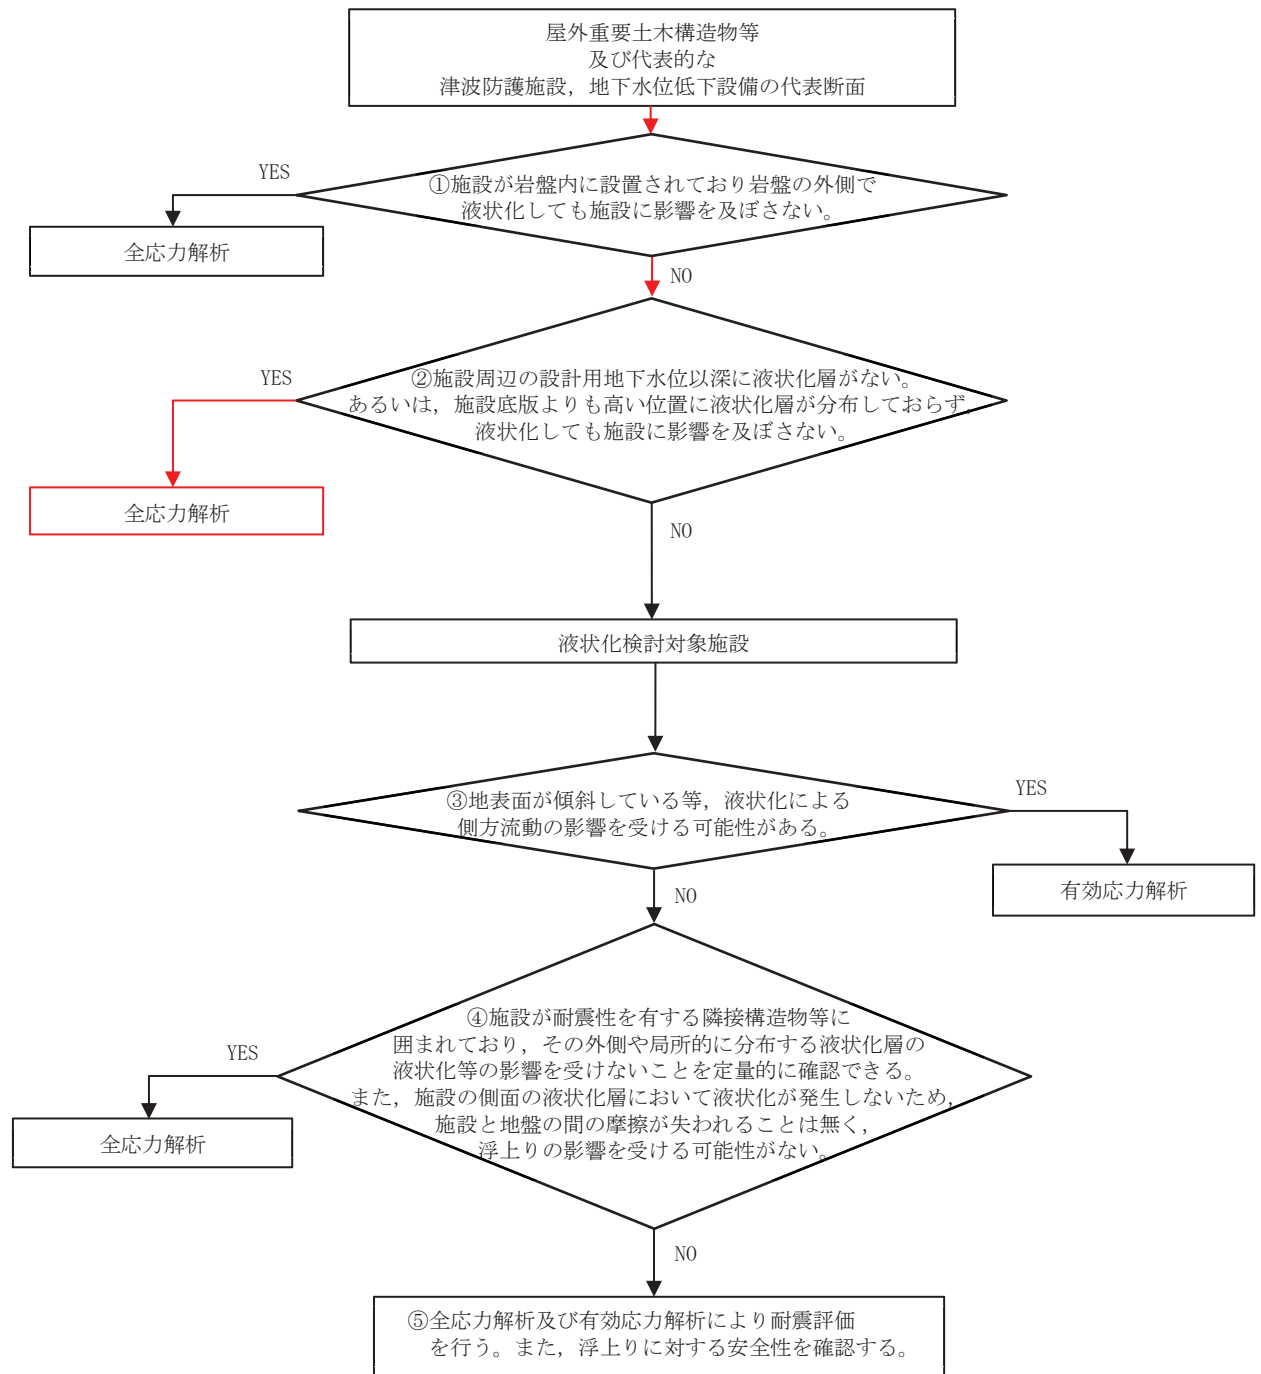 屋外重要土木構造物等
及び代表的な
津波防護施設，地下水位低下設備の代表断面
YES
①施設が岩盤内に設置されており岩盤の外側で
液状化しても施設に影響を及ぼさない。
全応力解析
NO
YES
②施設周辺の設計用地下水位以深に液状化層がない。
あるいは，施設底版よりも高い位置に液状化層が分布しておらず，
液状化しても施設に影響を及ぼさない。
全応力解析
NO
液状化検討対象施設
③地表面が傾斜している等，液状化による
側方流動の影響を受ける可能性がある。
YES
有効応力解析
NO
④施設が耐震性を有する隣接構造物等に
囲まれており，その外側や局所的に分布する液状化層の
液状化等の影響を受けないことを定量的に確認できる。
また，施設の側面の液状化層において液状化が発生しないため，
施設と地盤の間の摩擦が失われることは無く，
浮上りの影響を受ける可能性がない。
YES
全応力解析
NO
⑤全応力解析及び有効応力解析により耐震評価
を行う。また，浮上りに対する安全性を確認する。